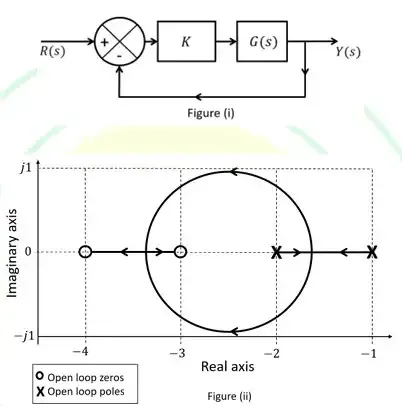 R(s)
+
-
K
G(s)
Y(s)
Figure (i)
Imaginary axis
j1
0
−j1
−4
−3
−2
−1
Real axis
Open loop zeros
X Open loop poles
Figure (ii)